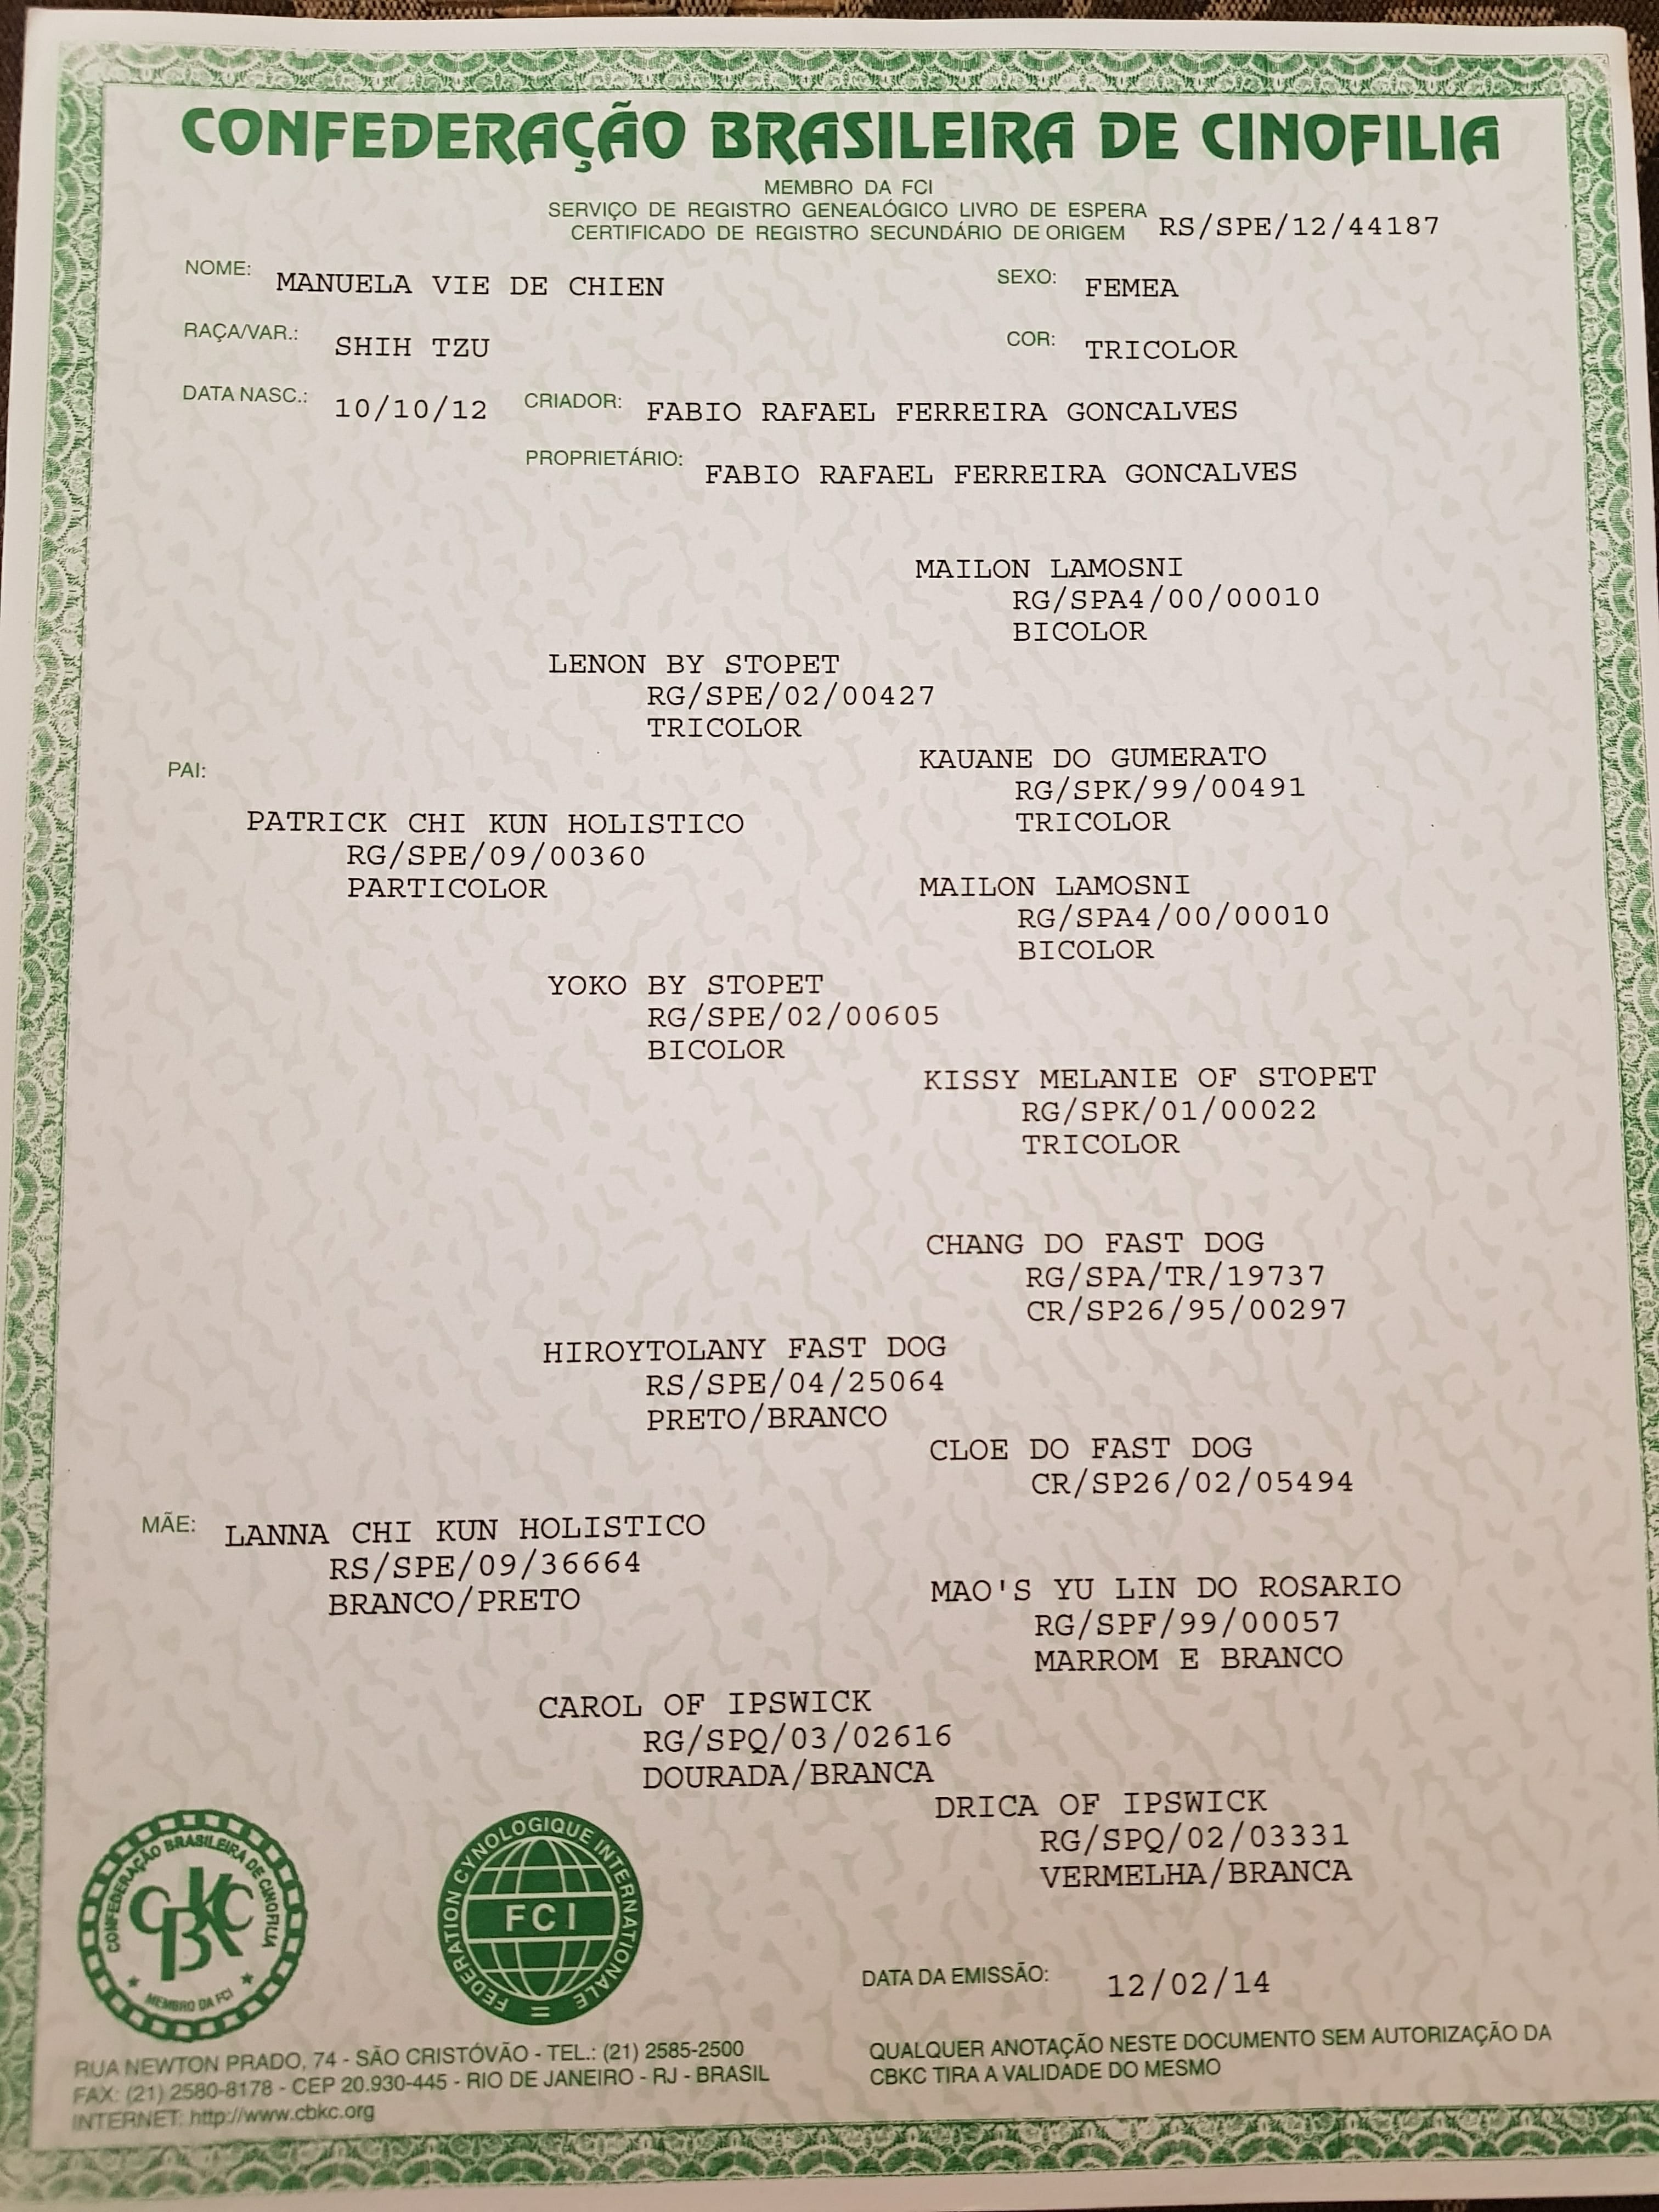 CONFEDERAÇÃO BRASILEIRA DE CINOFILIA
MEMBRO DA FCI
SERVIÇO DE REGISTRO GENEALÓGICO LIVRO DE ESPERA
CERTIFICADO DE REGISTRO SECUNDÁRIO DE ORIGEM RS/SPE/12/44187
NOME: MANUELA VIE DE CHIEN SEXO: FEMEA
RAÇA/VAR.: SHIH TZU COR: TRICOLOR
DATA NASC.: 10/10/12 CRIADOR: FABIO RAFAEL FERREIRA GONCALVES
PROPRIETÁRIO: FABIO RAFAEL FERREIRA GONCALVES
MAILON LAMOSNI
RG/SPA4/00/00010
BICOLOR
LENON BY STOPET
RG/SPE/02/00427
TRICOLOR
KAUANE DO GUMERATO
RG/SPK/99/00491
TRICOLOR
PAI:
PATRICK CHI KUN HOLISTICO
RG/SPE/09/00360
PARTICOLOR
MAILON LAMOSNI
RG/SPA4/00/00010
BICOLOR
YOKO BY STOPET
RG/SPE/02/00605
BICOLOR
KISSY MELANIE OF STOPET
RG/SPK/01/00022
TRICOLOR
CHANG DO FAST DOG
RG/SPA/TR/19737
CR/SP26/95/00297
HIROYTOLANY FAST DOG
RS/SPE/04/25064
PRETO/BRANCO
CLOE DO FAST DOG
CR/SP26/02/05494
MÃE: LANNA CHI KUN HOLISTICO
RS/SPE/09/36664
BRANCO/PRETO
MAO'S YU LIN DO ROSARIO
RG/SPF/99/00057
MARROM E BRANCO
CAROL OF IPSWICK
RG/SPQ/03/02616
DOURADA/BRANCA
DRICA OF IPSWICK
RG/SPQ/02/03331
VERMELHA/BRANCA
CONFEDERAÇÃO BRASILEIRA DE CINOFILIA
CBKC
MEMBRO DA FCI
FEDERATION CYNOLOGIQUE INTERNATIONALE
FCI
DATA DA EMISSÃO: 12/02/14
RUA NEWTON PRADO, 74 - SÃO CRISTÓVÃO - TEL.: (21) 2585-2500
FAX: (21) 2580-8178 - CEP 20.930-445 - RIO DE JANEIRO - RJ - BRASIL
INTERNET: http://www.cbkc.org
QUALQUER ANOTAÇÃO NESTE DOCUMENTO SEM AUTORIZAÇÃO DA
CBKC TIRA A VALIDADE DO MESMO